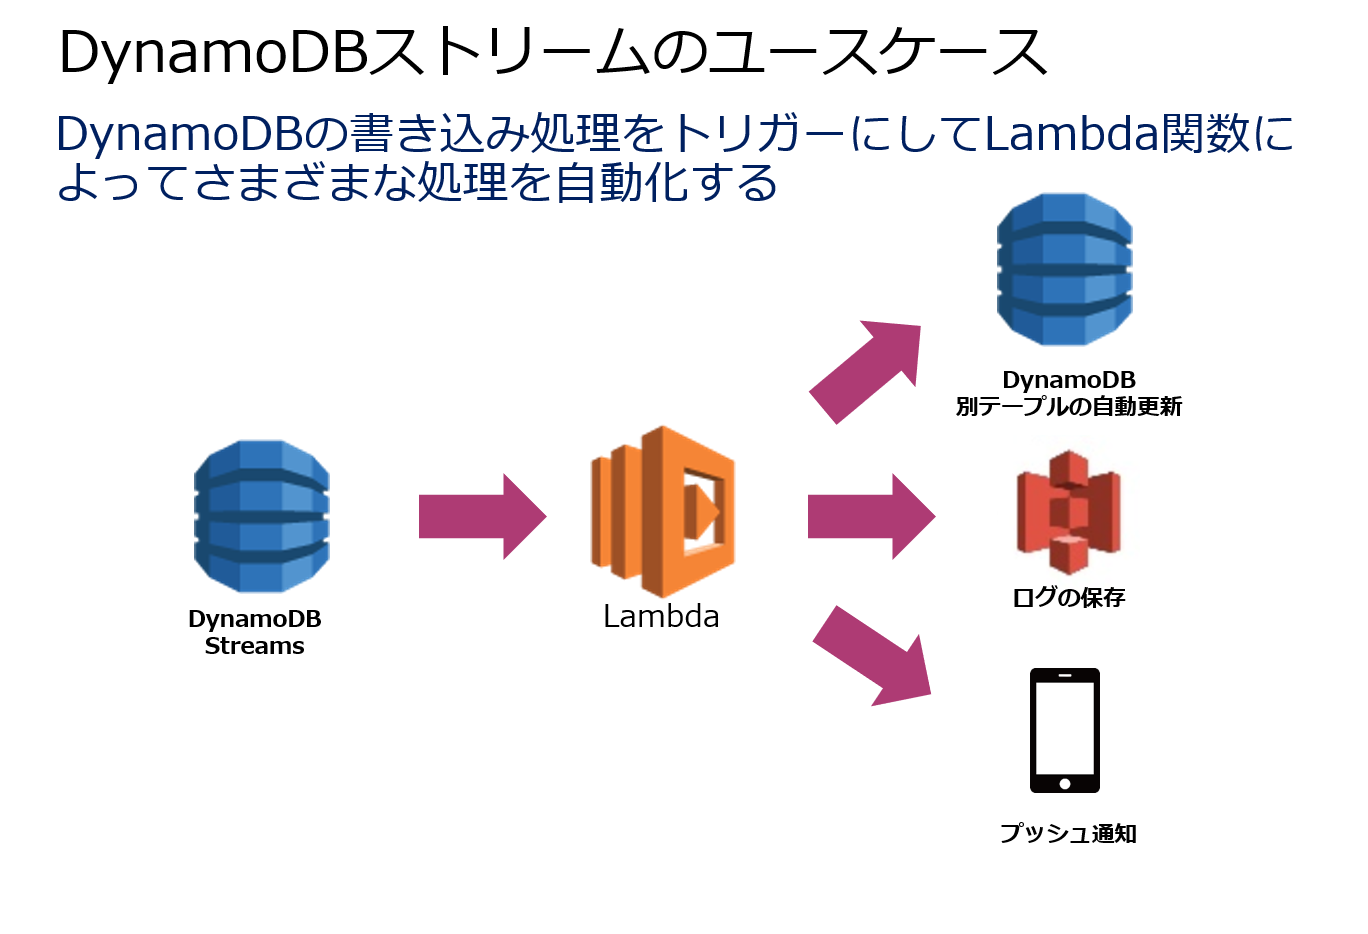 DynamoDBストリームのユースケース
DynamoDBの書き込み処理をトリガーにしてLambda関数に
よってさまざまな処理を自動化する
DynamoDB
別テーブルの自動更新
DynamoDB
Streams
Lambda
ログの保存
プッシュ通知